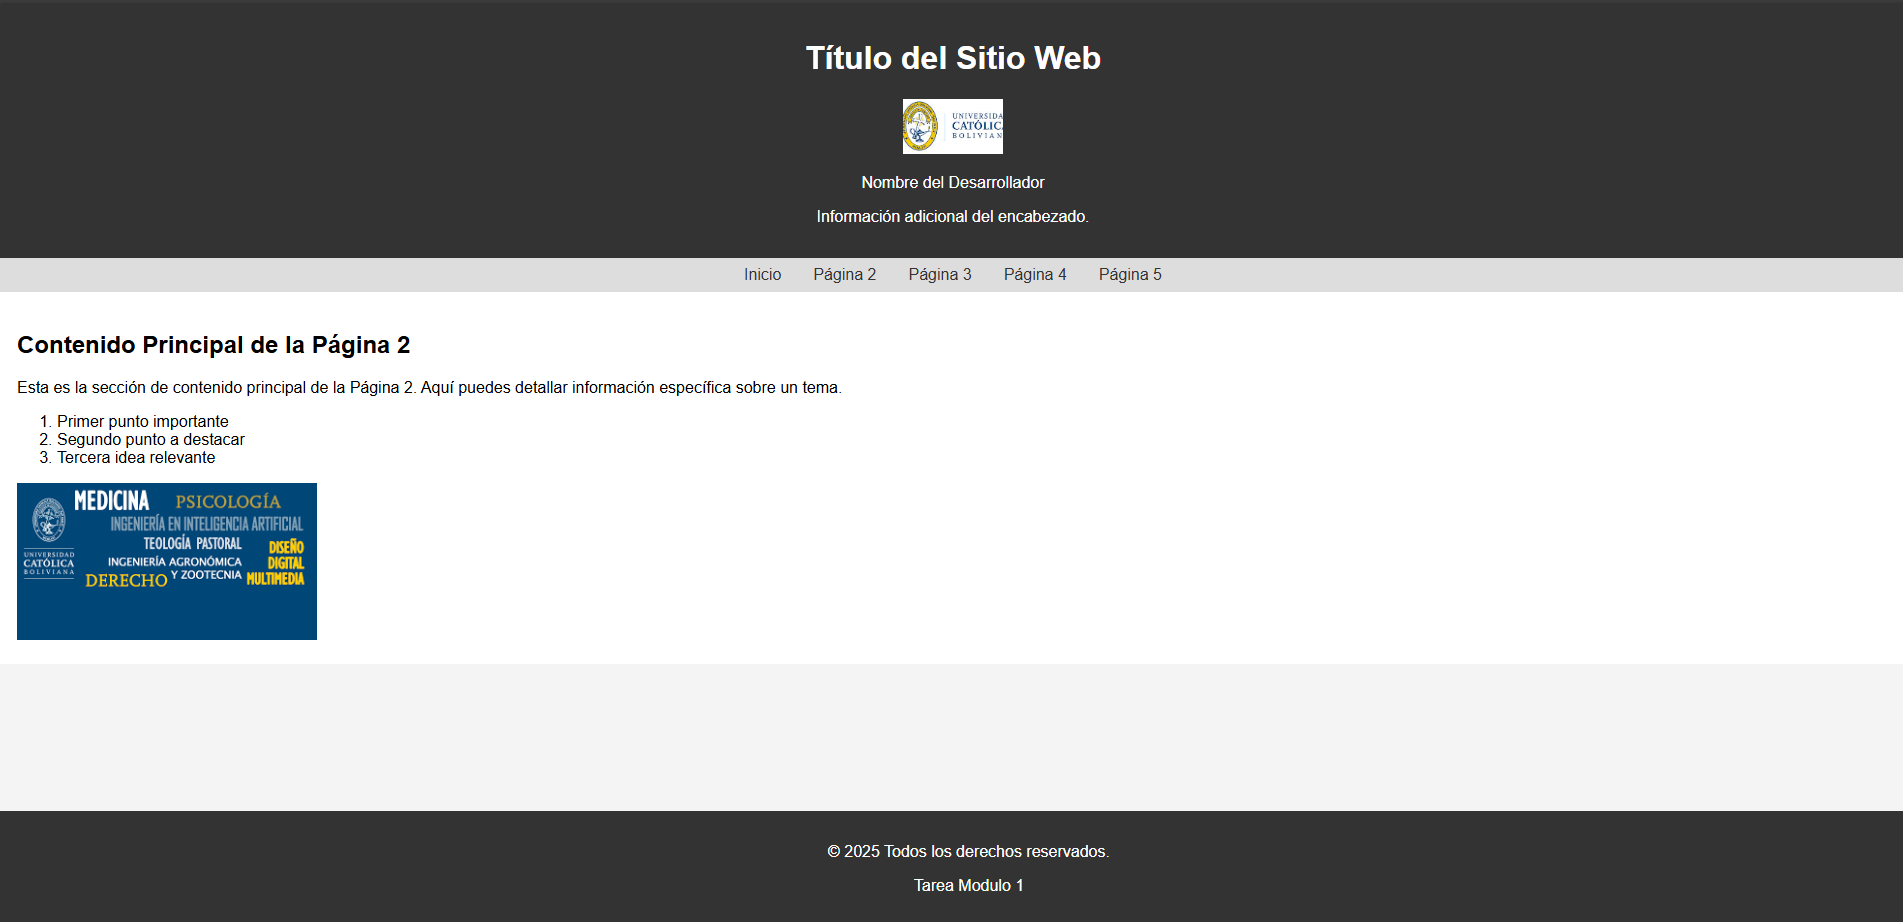 Título del Sitio Web
UNIVERSIDA
CATÓLIC
BOLIVIAN
Nombre del Desarrollador
Información adicional del encabezado.
Inicio Página 2 Página 3 Página 4 Página 5
Contenido Principal de la Página 2
Esta es la sección de contenido principal de la Página 2. Aquí puedes detallar información específica sobre un tema.
1. Primer punto importante
2. Segundo punto a destacar
3. Tercera idea relevante
MEDICINA PSICOLOGÍA
INGENIERÍA EN INTELIGENCIA ARTIFICIAL
TEOLOGÍA PASTORAL
DISEÑO
DIGITAL
MULTIMEDIA
INGENIERÍA AGRONÓMICA
Y ZOOTECNIA
DERECHO
UNIVERSIDAD
CATÓLICA
BOLIVIANA
© 2025 Todos los derechos reservados.
Tarea Modulo 1